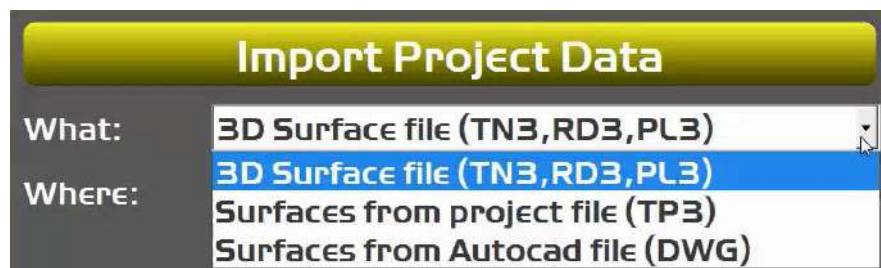 Import Project Data
What: 3D Surface file (TN3,RD3,PL3)
3D Surface file (TN3,RD3,PL3)
Where:
Surfaces from project file (TP3)
Surfaces from Autocad file (DWG)